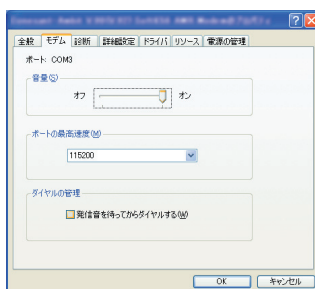 全般 モデム 診断 詳細設定 ドライバ リソース 電源の管理
ポート: COM3
音量(S)
オフ オン
ポートの最高速度(M)
115200
ダイヤルの管理
発信音を待ってからダイヤルする(W)
OK キャンセル